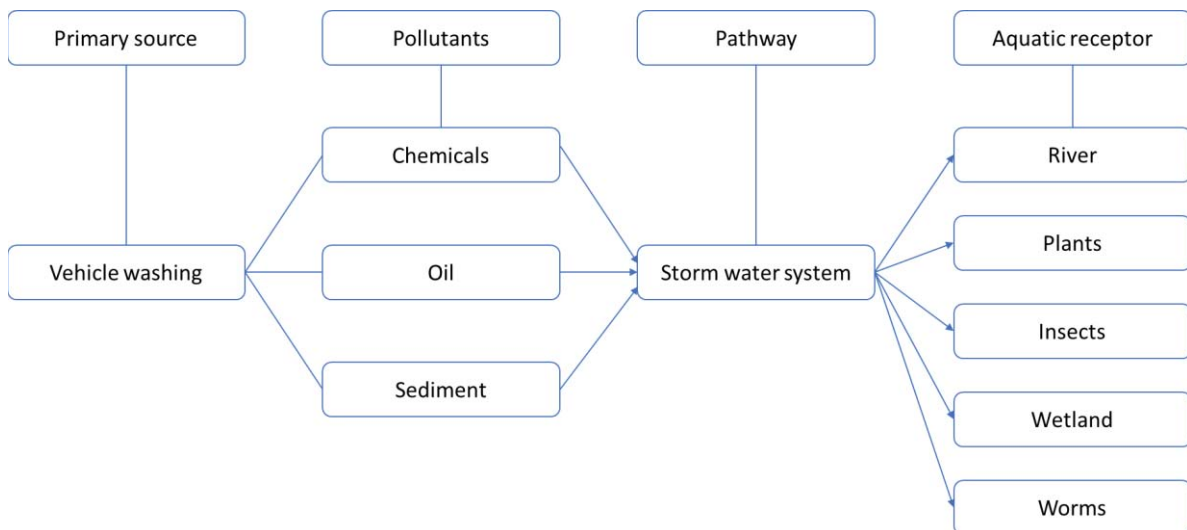 Primary source
Pollutants
Pathway
Aquatic receptor
Chemicals
River
Plants
Vehicle washing
Oil
Storm water system
Insects
Sediment
Wetland
Worms